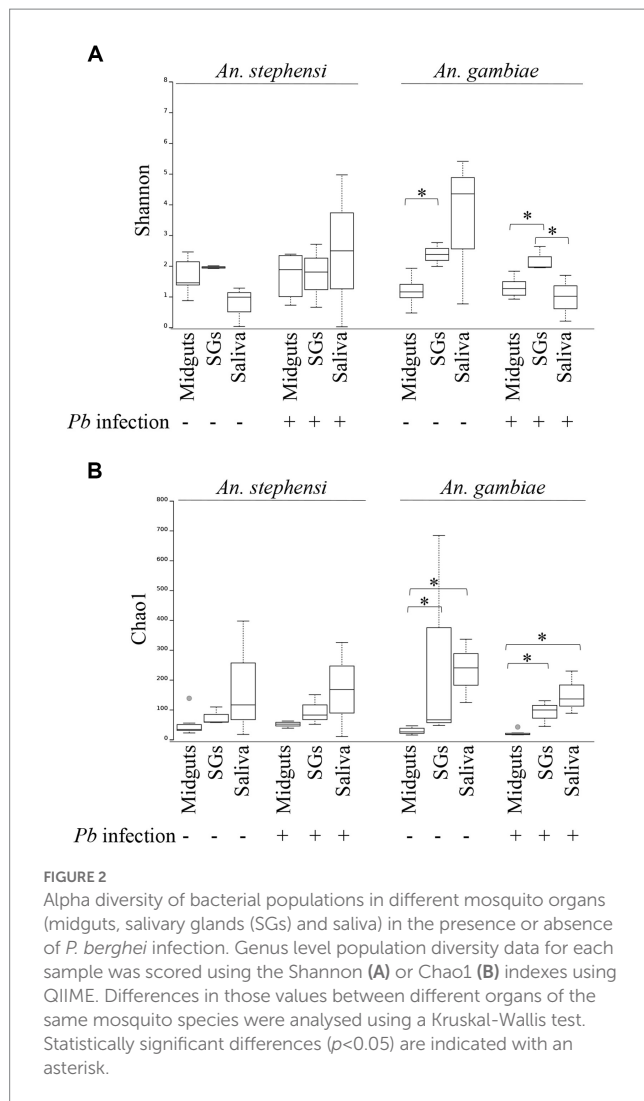 A
An. stephensi
An. gambiae
8
7
6
5
4
3
2
1
0
Shannon
*
*
*
Midguts
SGs
Saliva
Midguts
SGs
Saliva
Midguts
SGs
Saliva
Midguts
SGs
Saliva
Pb infection - - - + + + - - - + + +
B
An. stephensi
An. gambiae
800
700
600
500
400
300
200
100
0
Chao1
*
*
*
*
Midguts
SGs
Saliva
Midguts
SGs
Saliva
Midguts
SGs
Saliva
Midguts
SGs
Saliva
Pb infection - - - + + + - - - + + +
FIGURE 2
Alpha diversity of bacterial populations in different mosquito organs
(midguts, salivary glands (SGs) and saliva) in the presence or absence
of P. berghei infection. Genus level population diversity data for each
sample was scored using the Shannon (A) or Chao1 (B) indexes using
QIIME. Differences in those values between different organs of the
same mosquito species were analysed using a Kruskal-Wallis test.
Statistically significant differences (p<0.05) are indicated with an
asterisk.